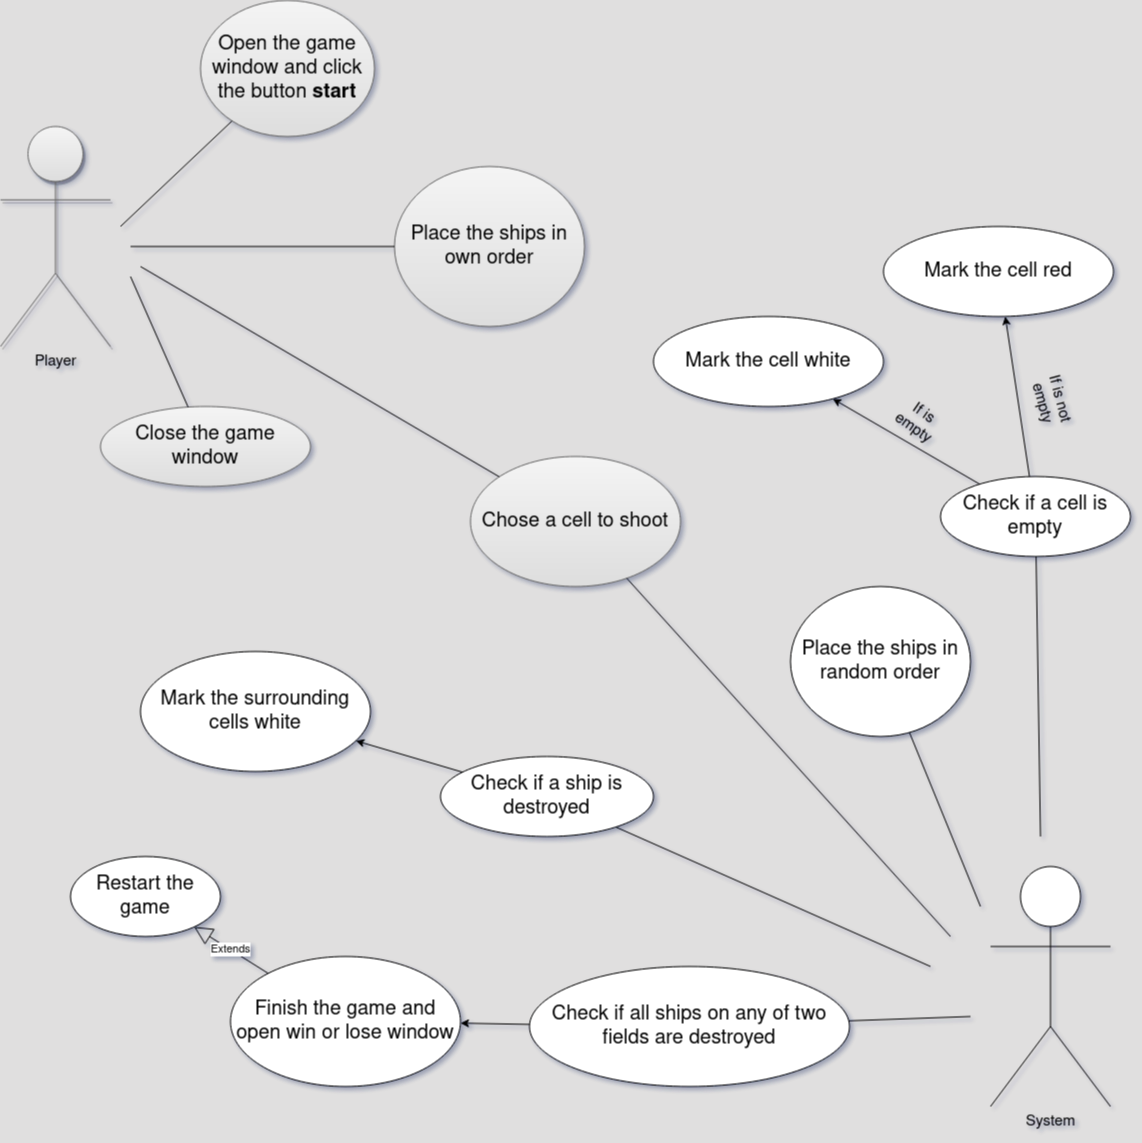 Open the game
window and click
the button start
Place the ships in
own order
Player
Close the game
window
Mark the cell red
Mark the cell white
If is
empty
If is not
empty
Check if a cell is
empty
Chose a cell to shoot
Place the ships in
random order
Mark the surrounding
cells white
Check if a ship is
destroyed
Restart the
game
Extends
Finish the game and
open win or lose window
Check if all ships on any of two
fields are destroyed
System